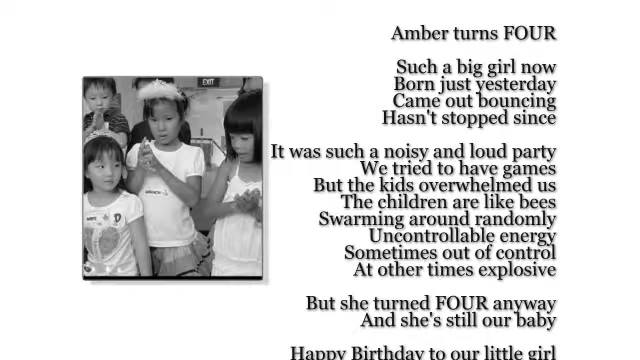 Amber turns FOUR
Such a big girl now
Born just yesterday
Came out bouncing
Hasn't stopped since
It was such a noisy and loud party
We tried to have games
But the kids overwhelmed us
The children are like bees
Swarming around randomly
Uncontrollable energy
Sometimes out of control
At other times explosive
But she turned FOUR anyway
And she's still our baby
Happy Birthday to our little girl
EXIT